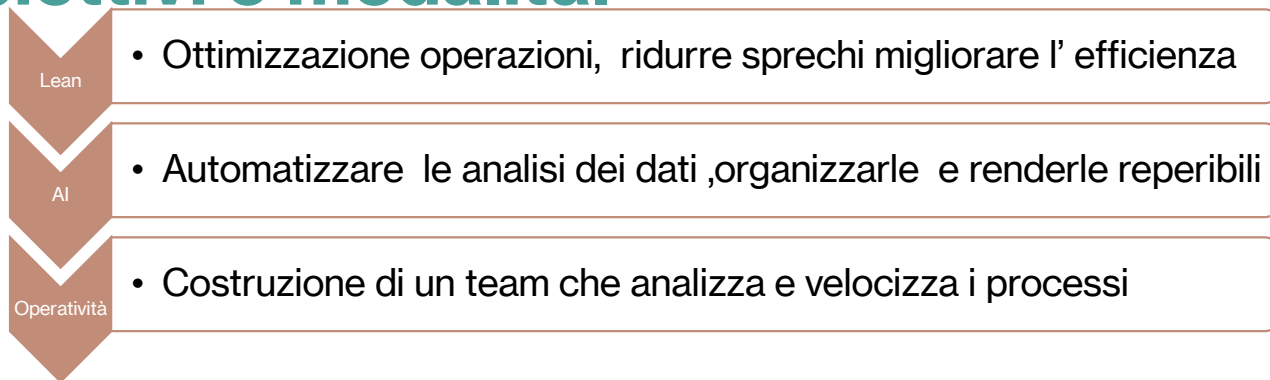 e modalità.
Lean
• Ottimizzazione operazioni, ridurre sprechi migliorare l' efficienza
AI
• Automatizzare le analisi dei dati ,organizzarle e renderle reperibili
Operatività
• Costruzione di un team che analizza e velocizza i processi